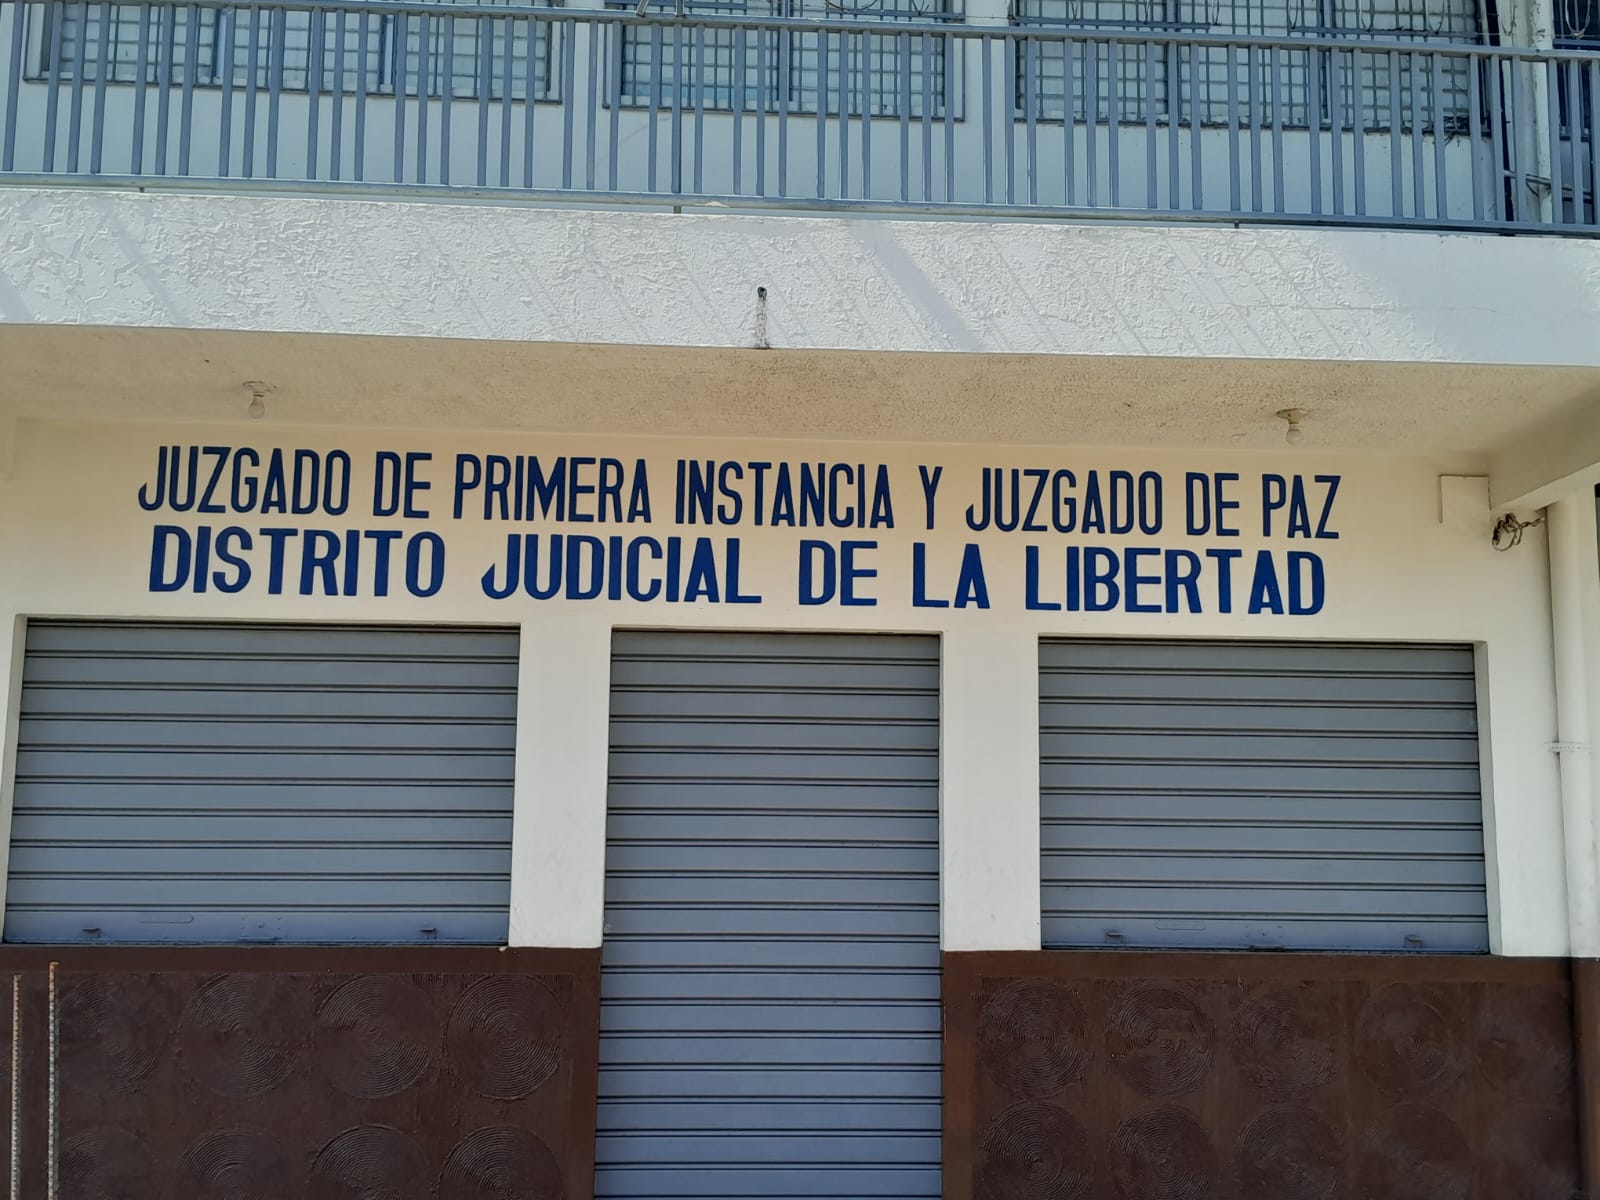 JUZGADO DE PRIMERA INSTANCIA Y JUZGADO DE PAZ
DISTRITO JUDICIAL DE LA LIBERTAD